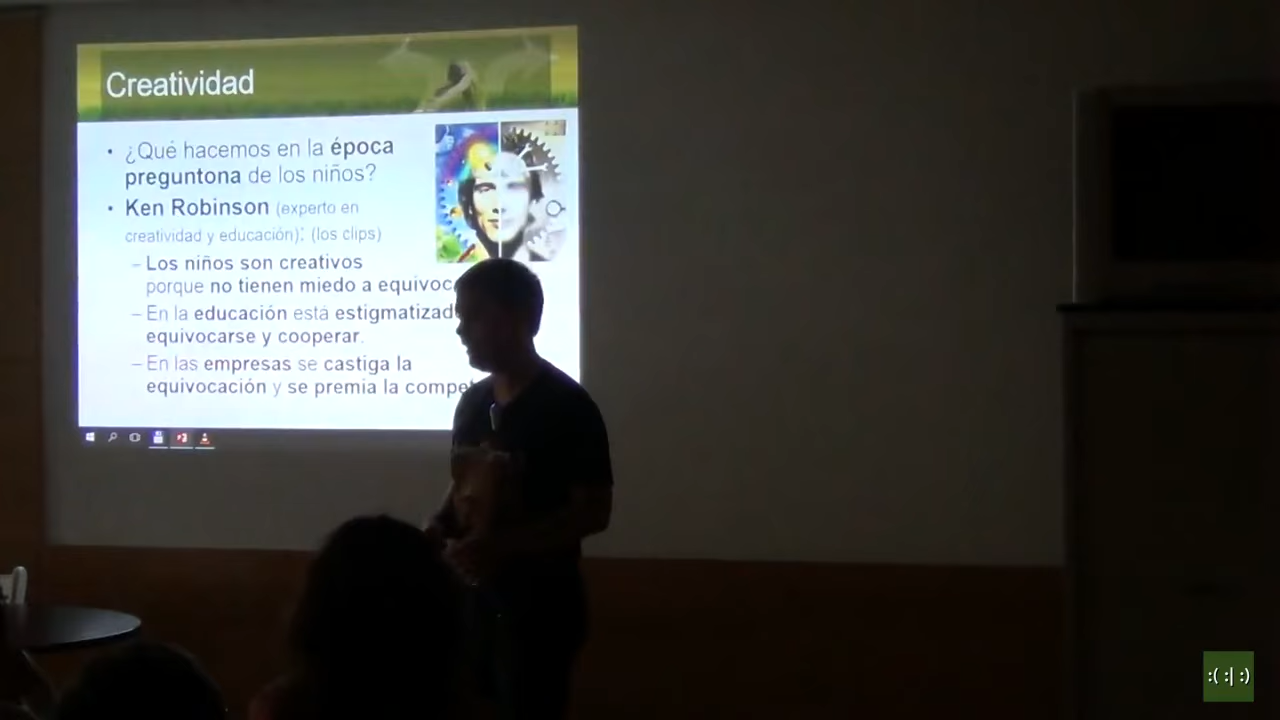 Creatividad
• ¿Qué hacemos en la época
preguntona de los niños?
• Ken Robinson (experto en
creatividad y educación): (los clips)
– Los niños son creativos
porque no tienen miedo a equivoc
– En la educación está estigmatizad
equivocarse y cooperar.
– En las empresas se castiga la
equivocación y se premia la compet
:( :| :)